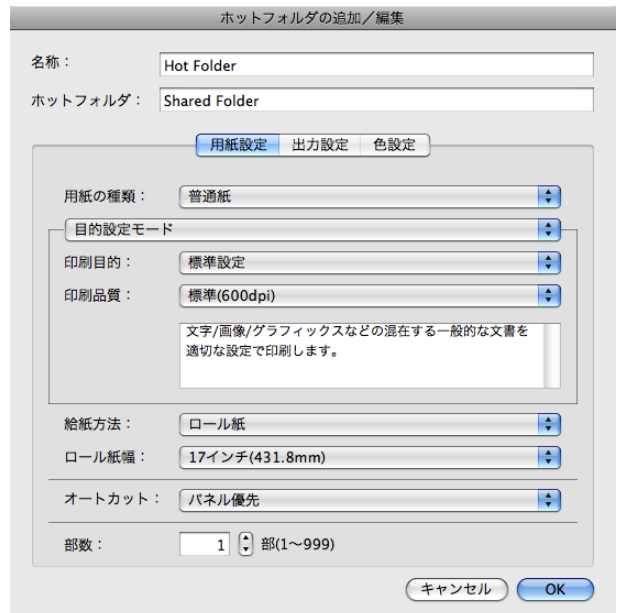 ホットフォルダの追加／編集
名称：
Hot Folder
ホットフォルダ：
Shared Folder
用紙設定 出力設定 色設定
用紙の種類：
普通紙
目的設定モード
印刷目的：
標準設定
印刷品質：
標準(600dpi)
文字/画像/グラフィックスなどの混在する一般的な文書を
適切な設定で印刷します。
給紙方法：
ロール紙
ロール紙幅：
17インチ(431.8mm)
オートカット：
パネル優先
部数：
1 部(1〜999)
キャンセル OK